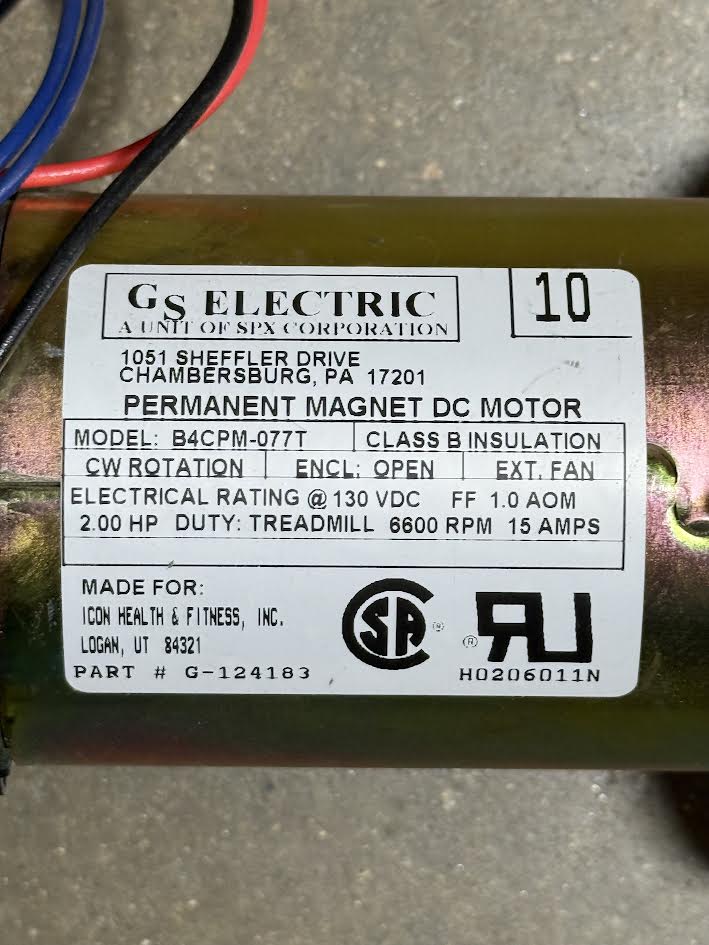 GS ELECTRIC
A UNIT OF SPX CORPORATION
10
1051 SHEFFLER DRIVE
CHAMBERSBURG, PA 17201
PERMANENT MAGNET DC MOTOR
MODEL: B4CPM-077T CLASS B INSULATION
CW ROTATION ENCL: OPEN EXT. FAN
ELECTRICAL RATING @ 130 VDC FF 1.0 AOM
2.00 HP DUTY: TREADMILL 6600 RPM 15 AMPS
MADE FOR:
ICON HEALTH & FITNESS, INC.
LOGAN, UT 84321
PART # G-124183
SA ®
® RU
H0206011N